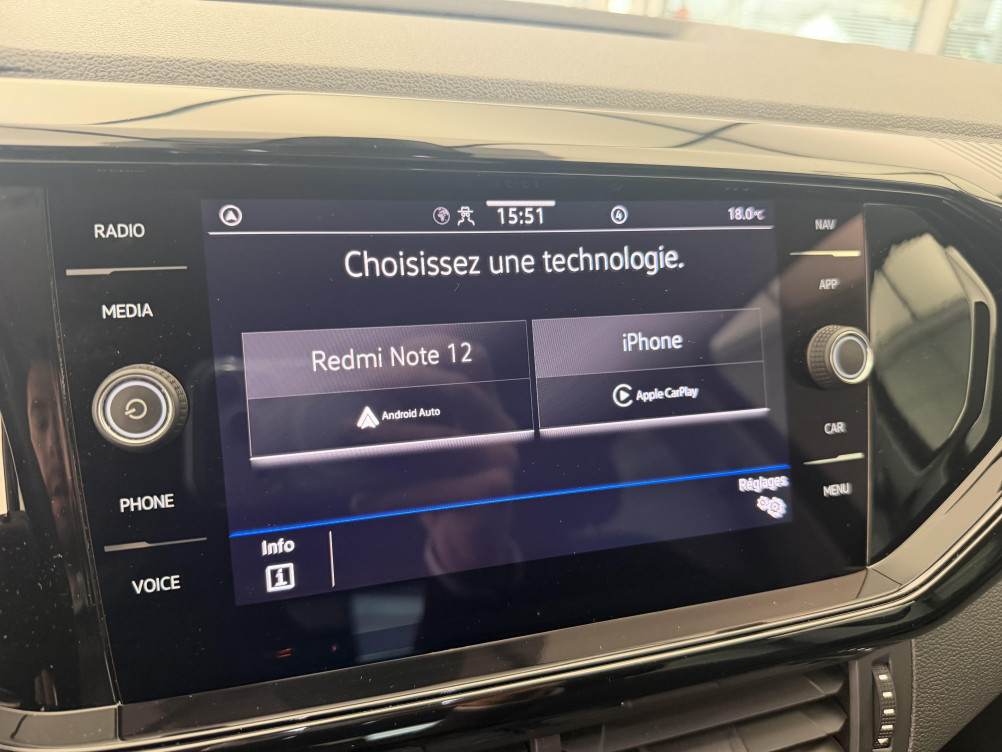 RADIO
MEDIA
PHONE
VOICE
15:51
4
18.0°C
Choisissez une technologie.
Redmi Note 12
Android Auto
iPhone
Apple CarPlay
Réglages
Info
i
NAV
APP
CAR
MENU